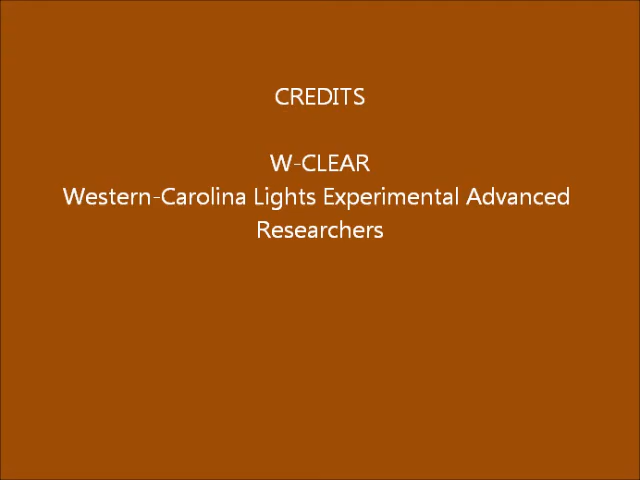 CREDITS
W-CLEAR
Western-Carolina Lights Experimental Advanced
Researchers